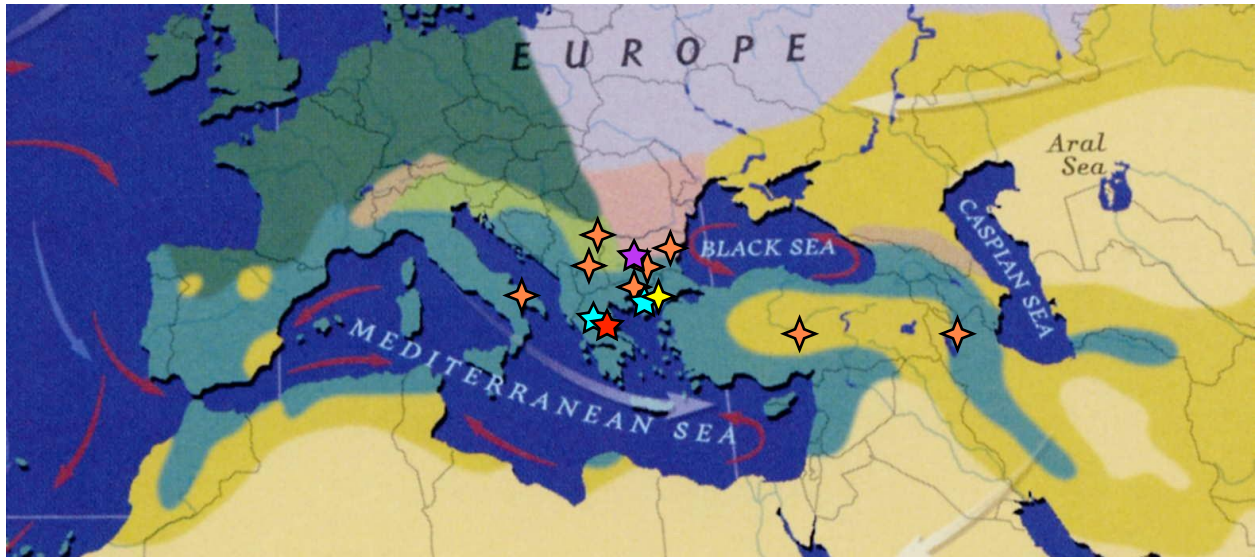 EUROPE
Aral
Sea
CASPIAN SEA
BLACK SEA
MEDITERRANEAN SEA